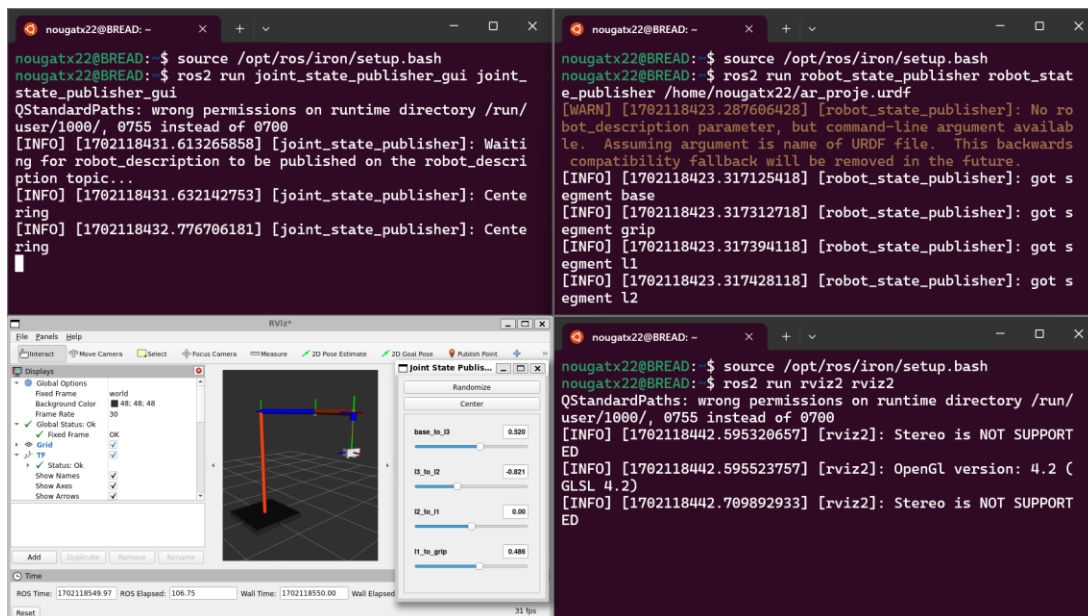 nougatx22@BREAD: ~
nougatx22@BREAD:~$ source /opt/ros/iron/setup.bash
nougatx22@BREAD:~$ ros2 run joint_state_publisher_gui joint_
state_publisher_gui
QStandardPaths: wrong permissions on runtime directory /run/
user/1000/, 0755 instead of 0700
[INFO] [1702118431.613265858] [joint_state_publisher]: Waiti
ng for robot_description to be published on the robot_descri
ption topic...
[INFO] [1702118431.632142753] [joint_state_publisher]: Cente
ring
[INFO] [1702118432.776706181] [joint_state_publisher]: Cente
ring
nougatx22@BREAD: ~
nougatx22@BREAD:~$ source /opt/ros/iron/setup.bash
nougatx22@BREAD:~$ ros2 run robot_state_publisher robot_stat
e_publisher /home/nougatx22/ar_proje.urdf
[WARN] [1702118423.287606428] [robot_state_publisher]: No ro
bot_description parameter, but command-line argument availab
le.  Assuming argument is name of URDF file.  This backwards
 compatibility fallback will be removed in the future.
[INFO] [1702118423.317125418] [robot_state_publisher]: got s
egment base
[INFO] [1702118423.317312718] [robot_state_publisher]: got s
egment grip
[INFO] [1702118423.317394118] [robot_state_publisher]: got s
egment l1
[INFO] [1702118423.317428118] [robot_state_publisher]: got s
egment l2
RViz*
File Panels Help
Interact Move Camera Select Focus Camera Measure 2D Pose Estimate 2D Goal Pose Publish Point
Displays
Global Options
Fixed Frame world
Background Color 48; 48; 48
Frame Rate 30
Global Status: Ok
Fixed Frame OK
Grid
TF
Status: Ok
Show Names
Show Axes
Show Arrows
Add Duplicate Remove Rename
Time
ROS Time: 1702118549.97 ROS Elapsed: 106.75 Wall Time: 1702118550.00 Wall Elapsed
Reset
31 fps
Joint State Publis...
Randomize
Center
base_to_l3 0.520
l3_to_l2 -0.821
l2_to_l1 0.00
l1_to_grip 0.486
nougatx22@BREAD: ~
nougatx22@BREAD:~$ source /opt/ros/iron/setup.bash
nougatx22@BREAD:~$ ros2 run rviz2 rviz2
QStandardPaths: wrong permissions on runtime directory /run/
user/1000/, 0755 instead of 0700
[INFO] [1702118442.595320657] [rviz2]: Stereo is NOT SUPPORT
ED
[INFO] [1702118442.595523757] [rviz2]: OpenGl version: 4.2 (
GLSL 4.2)
[INFO] [1702118442.709892933] [rviz2]: Stereo is NOT SUPPORT
ED